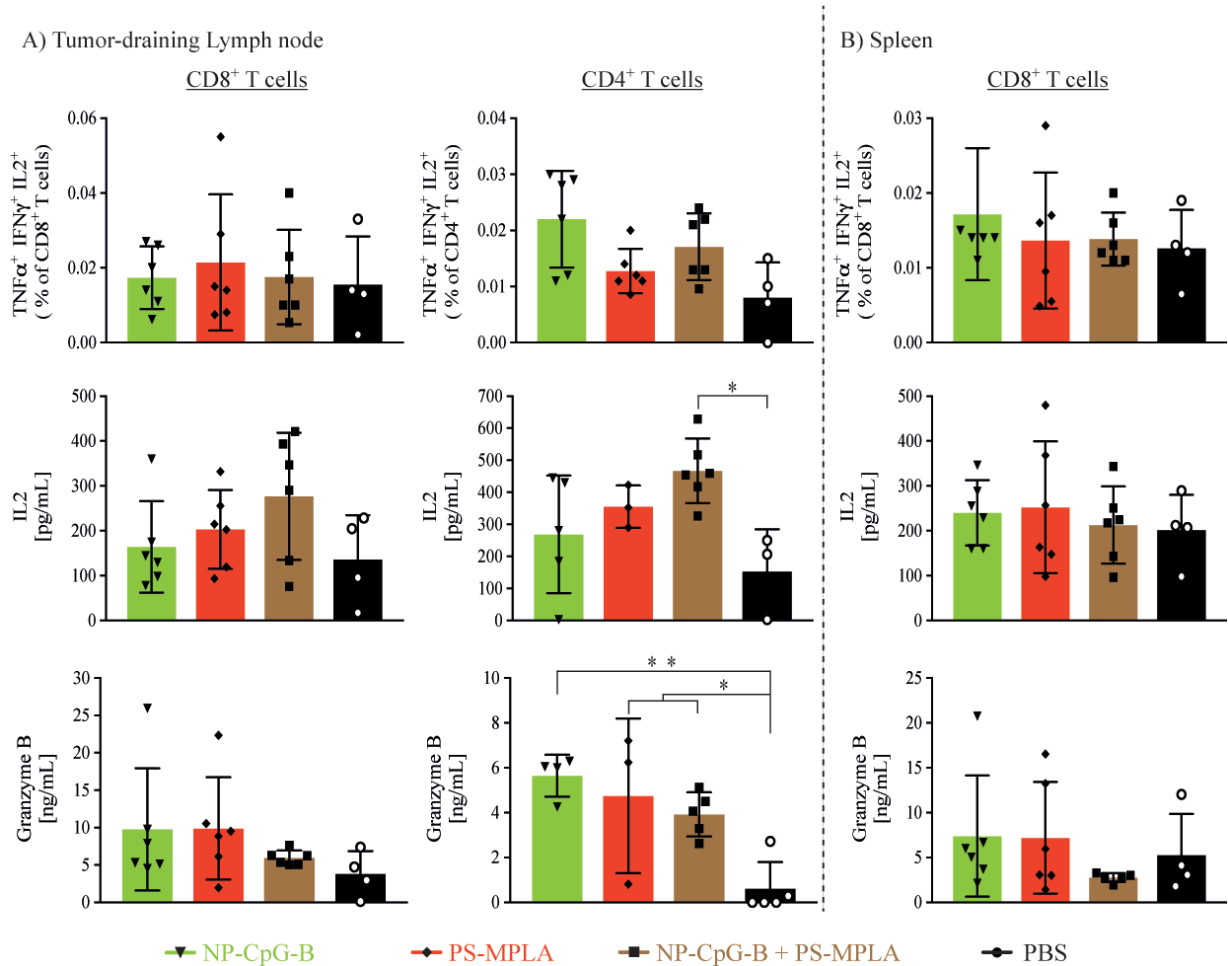 A) Tumor-draining Lymph node
B) Spleen
CD8⁺ T cells
CD4⁺ T cells
CD8⁺ T cells
TNFα⁺ IFNγ⁺ IL2⁺
( % of CD8⁺ T cells)
0.06
0.04
0.02
0.00
TNFα⁺ IFNγ⁺ IL2⁺
( % of CD4⁺ T cells)
0.04
0.03
0.02
0.01
0.00
TNFα⁺ IFNγ⁺ IL2⁺
( % of CD8⁺ T cells)
0.03
0.02
0.01
0.00
IL2
[pg/mL]
500
400
300
200
100
0
IL2
[pg/mL]
700
600
500
400
300
200
100
0
*
IL2
[pg/mL]
500
400
300
200
100
0
Granzyme B
[ng/mL]
30
25
20
15
10
5
0
Granzyme B
[ng/mL]
10
8
6
4
2
0
* *
*
Granzyme B
[ng/mL]
25
20
15
10
5
0
NP-CpG-B
PS-MPLA
NP-CpG-B + PS-MPLA
PBS